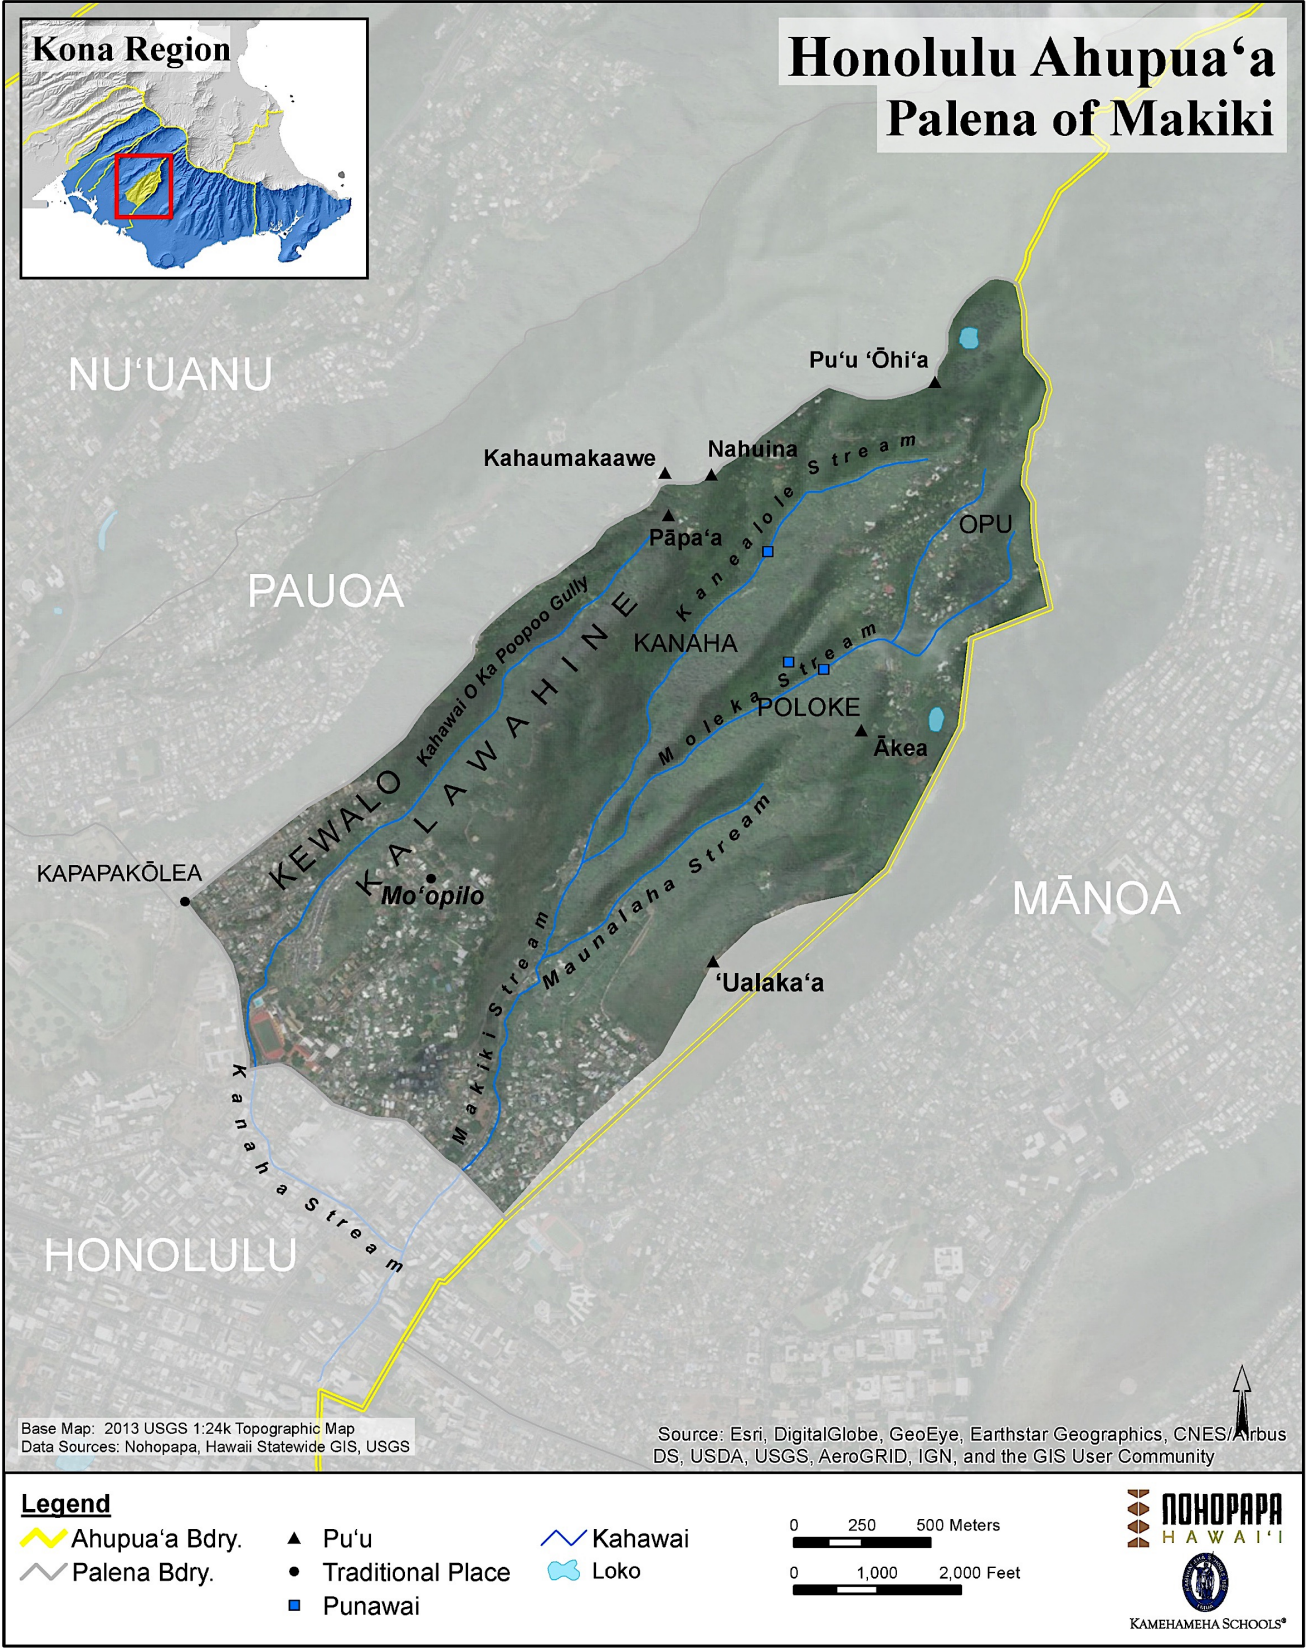 Kona Region
Honolulu Ahupuaʻa
Palena of Makiki
NUʻUANU
Puʻu ʻŌhiʻa
Nahuina
Kahaumakaawe
Kanealole Stream
Pāpaʻa
OPU
PAUOA
Kahawai O Ka Poopoo Gully
KANAHA
KALAWAHINE
Moleka Stream
POLOKE
Ākea
KEWALO
Maunalaha Stream
KAPAPAKŌLEA
Moʻopilo
MĀNOA
Makiki Stream
ʻUalakaʻa
Kanaha Stream
HONOLULU
Base Map: 2013 USGS 1:24k Topographic Map
Data Sources: Nohopapa, Hawaii Statewide GIS, USGS
Source: Esri, DigitalGlobe, GeoEye, Earthstar Geographics, CNES/Airbus
DS, USDA, USGS, AeroGRID, IGN, and the GIS User Community
Legend
Ahupuaʻa Bdry.
Palena Bdry.
Puʻu
Traditional Place
Punawai
Kahawai
Loko
0 250 500 Meters
0 1,000 2,000 Feet
NOHOPAPA
HAWAIʻI
KAMEHAMEHA SCHOOLS®